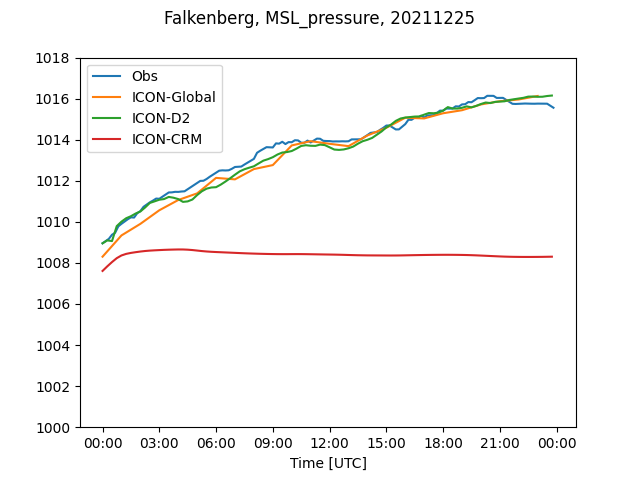 Falkenberg, MSL_pressure, 20211225
1018
1016
1014
1012
1010
1008
1006
1004
1002
1000
Obs
ICON-Global
ICON-D2
ICON-CRM
00:00 03:00 06:00 09:00 12:00 15:00 18:00 21:00 00:00
Time [UTC]